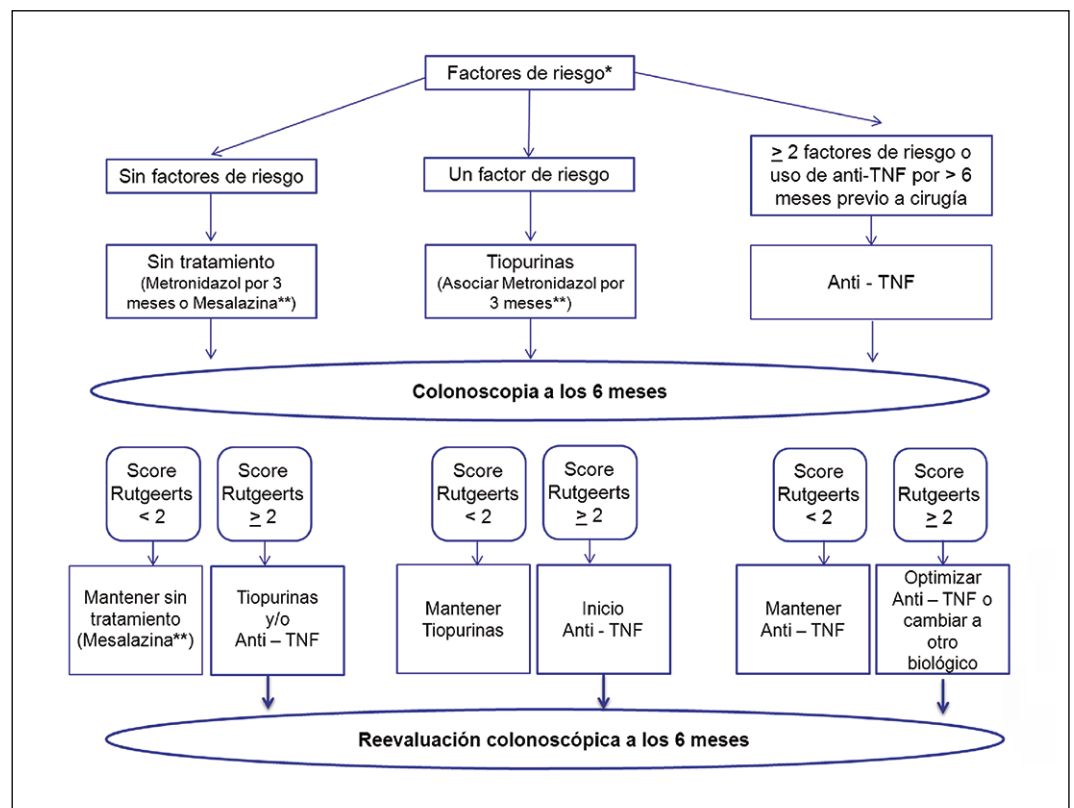 Factores de riesgo*
Sin factores de riesgo
Un factor de riesgo
≥ 2 factores de riesgo o
uso de anti-TNF por > 6
meses previo a cirugía
Sin tratamiento
(Metronidazol por 3
meses o Mesalazina**)
Tiopurinas
(Asociar Metronidazol por
3 meses**)
Anti - TNF
Colonoscopia a los 6 meses
Score
Rutgeerts
< 2
Score
Rutgeerts
≥ 2
Score
Rutgeerts
< 2
Score
Rutgeerts
≥ 2
Score
Rutgeerts
< 2
Score
Rutgeerts
≥ 2
Mantener sin
tratamiento
(Mesalazina**)
Tiopurinas
y/o
Anti – TNF
Mantener
Tiopurinas
Inicio
Anti - TNF
Mantener
Anti – TNF
Optimizar
Anti – TNF o
cambiar a
otro
biológico
Reevaluación colonoscópica a los 6 meses